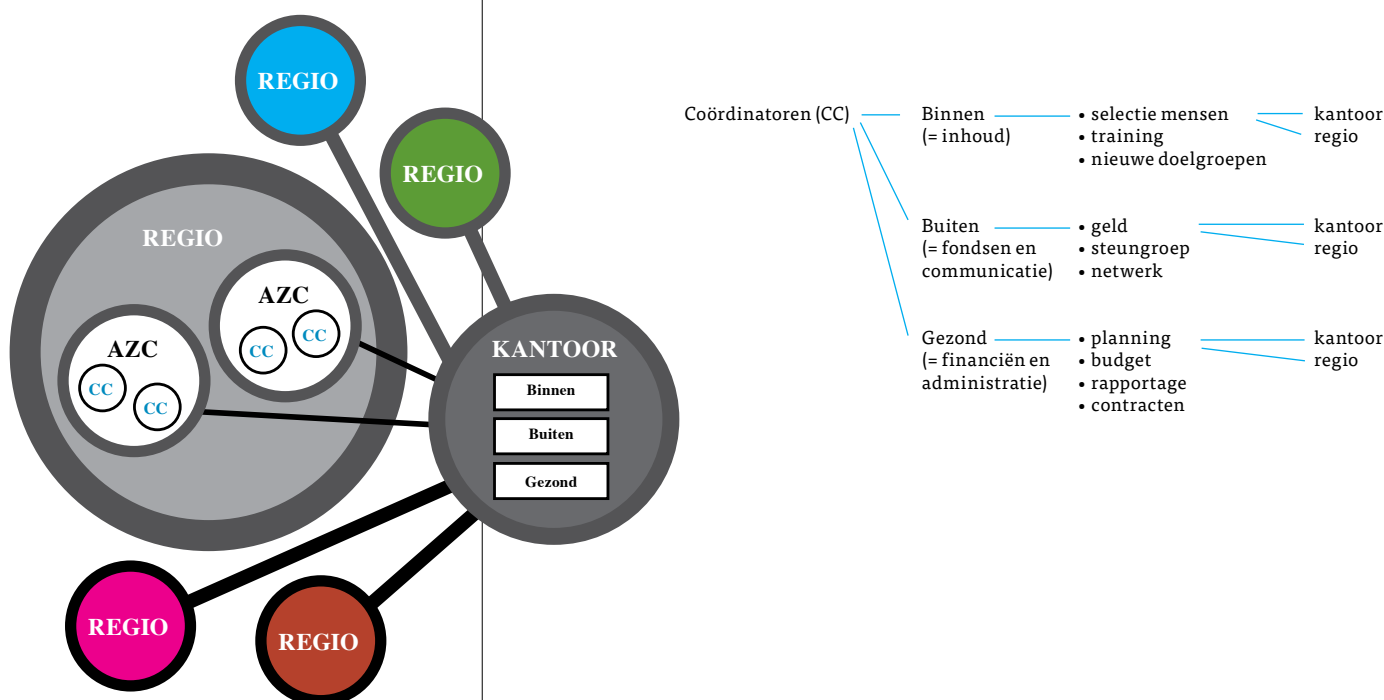 REGIO
REGIO
REGIO
AZC
CC
CC
AZC
CC
CC
KANTOOR
Binnen
Buiten
Gezond
REGIO
REGIO
Coördinatoren (CC)
Binnen
(= inhoud)
• selectie mensen
• training
• nieuwe doelgroepen
kantoor
regio
Buiten
(= fondsen en
communicatie)
• geld
• steungroep
• netwerk
kantoor
regio
Gezond
(= financiën en
administratie)
• planning
• budget
• rapportage
• contracten
kantoor
regio